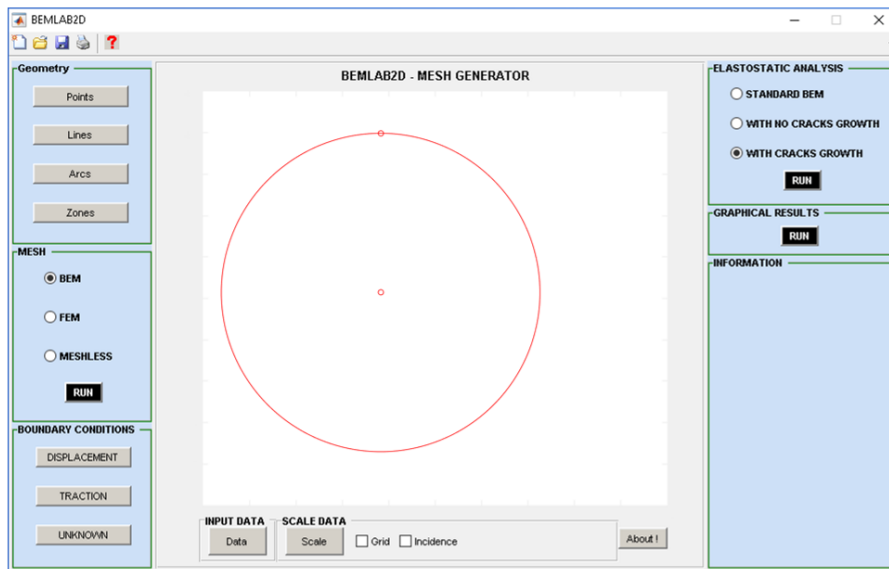 BEMLAB2D
Geometry
Points
Lines
Arcs
Zones
MESH
BEM
FEM
MESHLESS
RUN
BOUNDARY CONDITIONS
DISPLACEMENT
TRACTION
UNKNOWN
BEMLAB2D - MESH GENERATOR
INPUT DATA
Data
SCALE DATA
Scale
Grid
Incidence
About !
ELASTOSTATIC ANALYSIS
STANDARD BEM
WITH NO CRACKS GROWTH
WITH CRACKS GROWTH
RUN
GRAPHICAL RESULTS
RUN
INFORMATION